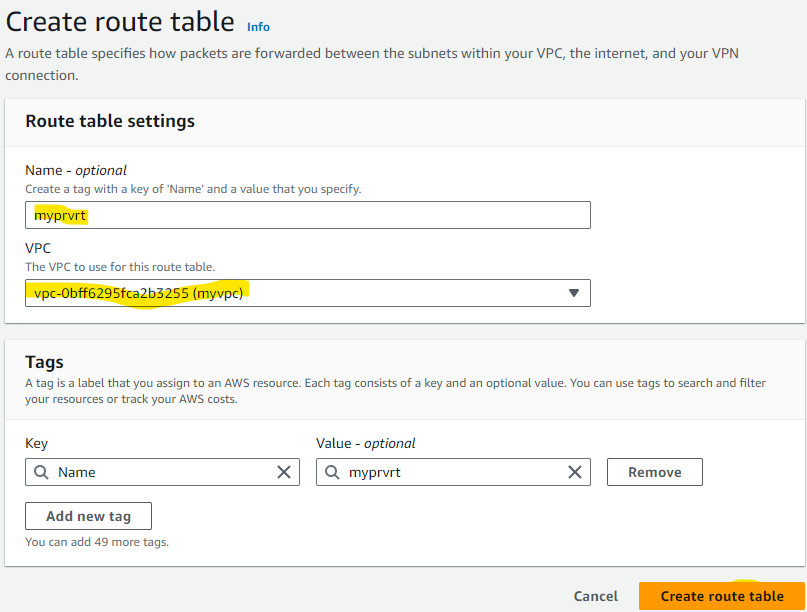 Create route table Info
A route table specifies how packets are forwarded between the subnets within your VPC, the internet, and your VPN
connection.
Route table settings
Name - optional
Create a tag with a key of 'Name' and a value that you specify.
myprvrt
VPC
The VPC to use for this route table.
vpc-0bff6295fca2b3255 (myvpc)
Tags
A tag is a label that you assign to an AWS resource. Each tag consists of a key and an optional value. You can use tags to search and filter
your resources or track your AWS costs.
Key Value - optional
Name myprvrt Remove
Add new tag
You can add 49 more tags.
Cancel Create route table